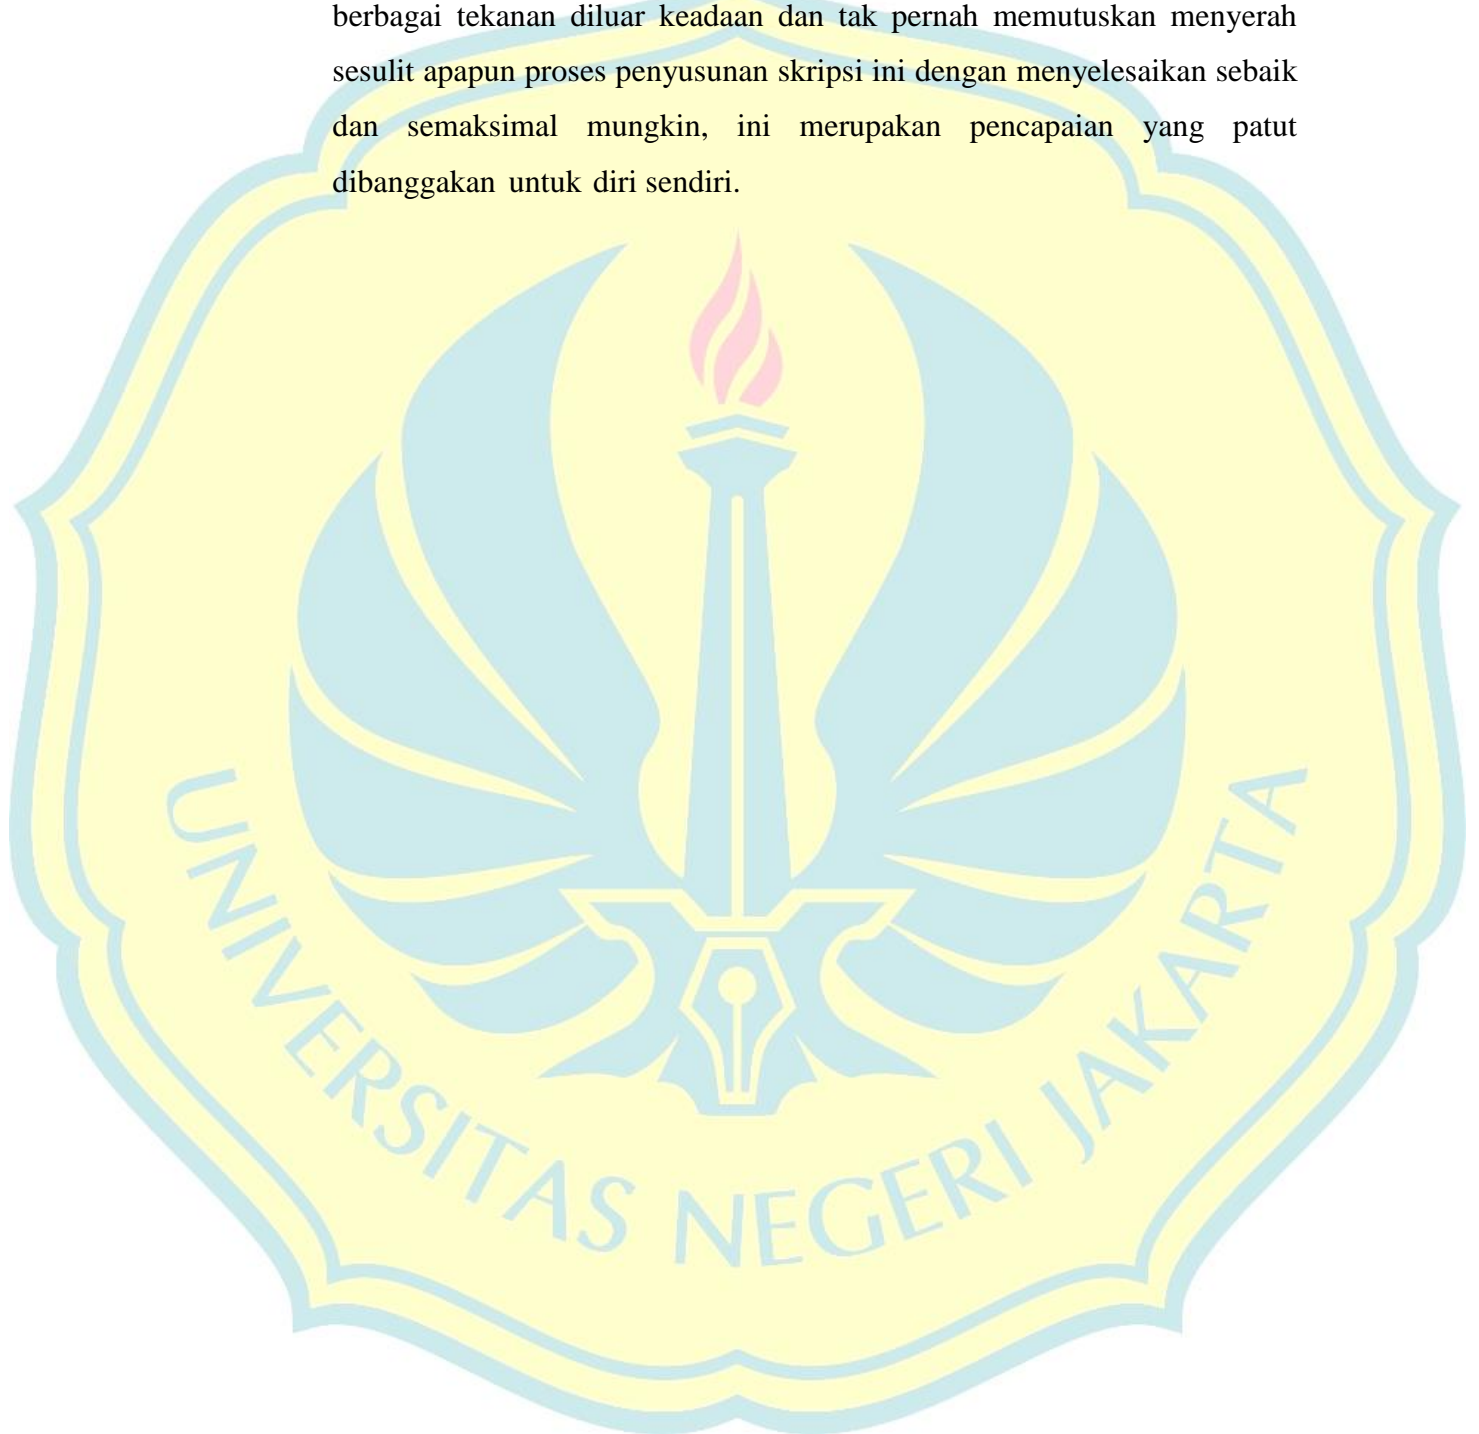 berbagai tekanan diluar keadaan dan tak pernah memutuskan menyerah
sesulit apapun proses penyusunan skripsi ini dengan menyelesaikan sebaik
dan semaksimal mungkin, ini merupakan pencapaian yang patut
dibanggakan untuk diri sendiri.
UNIVERSITAS NEGERI JAKARTA